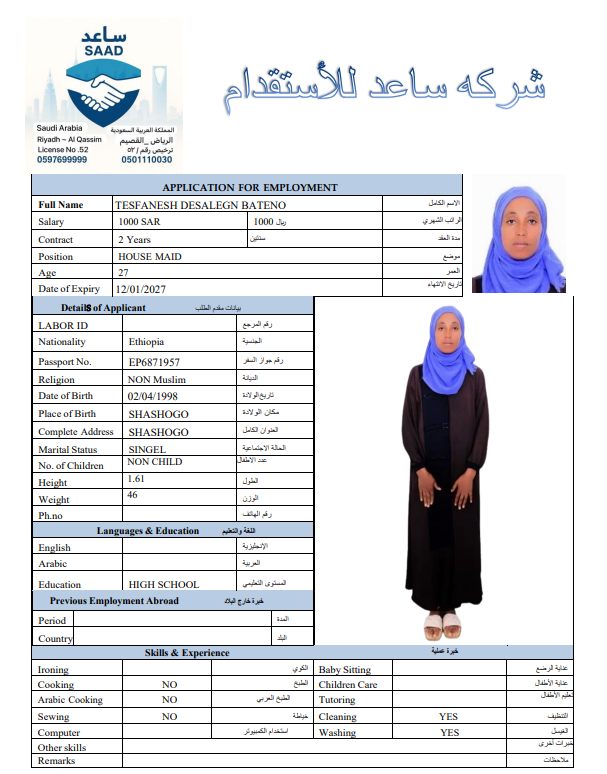 ساعد
SAAD
Saudi Arabia
Riyadh ~ Al Qassim
License No .52
0597699999
المملكة العربية السعودية
الرياض _القصيم
ترخيص رقم / ٥٢
0501110030
شركه ساعد للأستقدام
APPLICATION FOR EMPLOYMENT
Full Name TESFANESH DESALEGN BATENO الاسم الكامل
Salary 1000 SAR 1000 ريال الراتب الشهري
Contract 2 Years سنتين مدة العقد
Position HOUSE MAID موضع
Age 27 العمر
Date of Expiry 12/01/2027 تاريخ الانتهاء
Details of Applicant بيانات مقدم الطلب
LABOR ID رقم المرجع
Nationality Ethiopia الجنسية
Passport No. EP6871957 رقم جواز السفر
Religion NON Muslim الديانة
Date of Birth 02/04/1998 تاريخ الولادة
Place of Birth SHASHOGO مكان الولادة
Complete Address SHASHOGO العنوان الكامل
Marital Status SINGEL الحالة الإجتماعية
No. of Children NON CHILD عدد الاطفال
Height 1.61 الطول
Weight 46 الوزن
Ph.no رقم الهاتف
Languages & Education اللغة والتعليم
English الإنجليزية
Arabic العربية
Education HIGH SCHOOL المستوى التعليمي
Previous Employment Abroad خبرة خارج البلاد
Period المدة
Country البلد
Skills & Experience خبرة عملية
Ironing الكوي Baby Sitting عناية الرضع
Cooking NO الطبخ Children Care عناية الأطفال
Arabic Cooking NO الطبخ العربي Tutoring تعليم الأطفال
Sewing NO خياطة Cleaning YES التنظيف
Computer استخدام الكمبيوتر Washing YES الغسيل
Other skills خبرات أخرى
Remarks ملاحظات